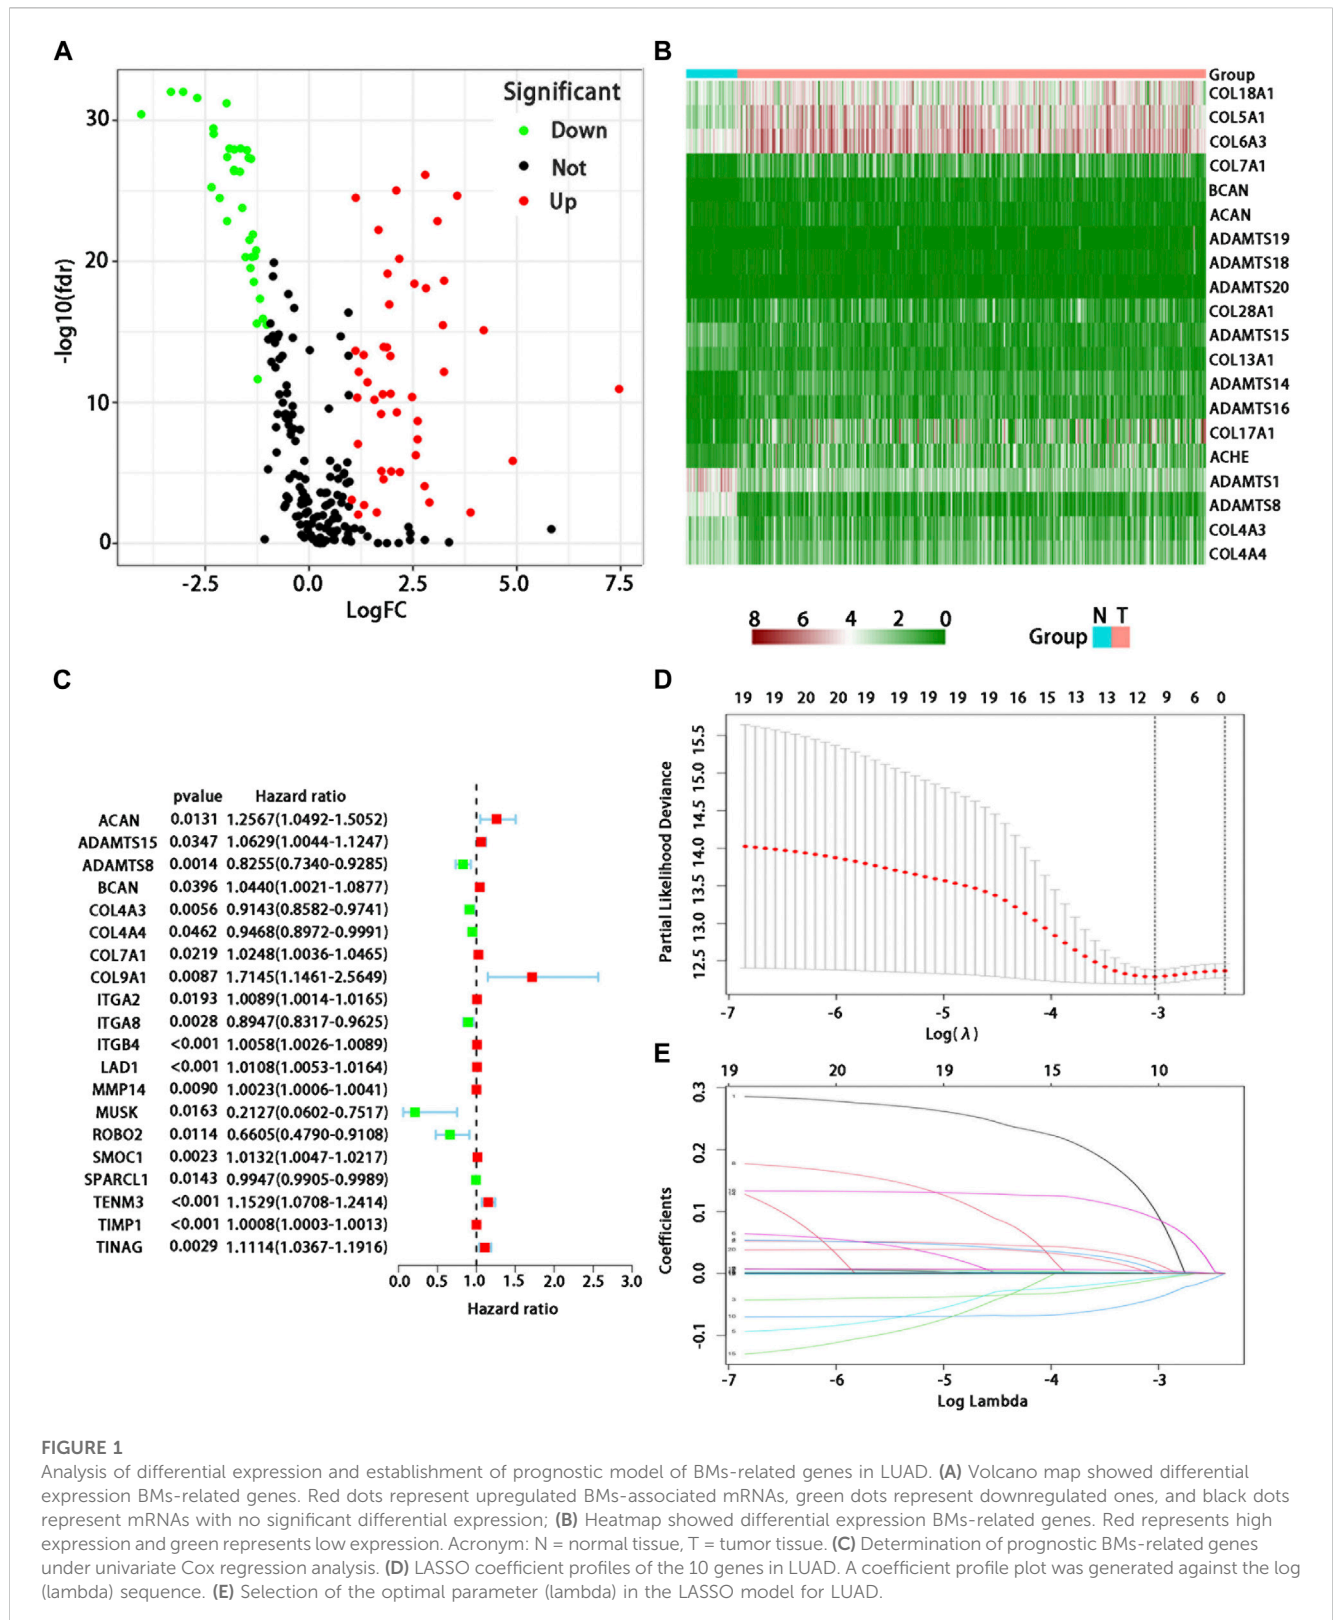 A
Significant
Down
Not
Up
30
20
10
0
-log10(fdr)
-2.5 0.0 2.5 5.0 7.5
LogFC
B
Group
COL18A1
COL5A1
COL6A3
COL7A1
BCAN
ACAN
ADAMTS19
ADAMTS18
ADAMTS20
COL28A1
ADAMTS15
COL13A1
ADAMTS14
ADAMTS16
COL17A1
ACHE
ADAMTS1
ADAMTS8
COL4A3
COL4A4
8 6 4 2 0
N T
Group
C
pvalue Hazard ratio
ACAN 0.0131 1.2567(1.0492-1.5052)
ADAMTS15 0.0347 1.0629(1.0044-1.1247)
ADAMTS8 0.0014 0.8255(0.7340-0.9285)
BCAN 0.0396 1.0440(1.0021-1.0877)
COL4A3 0.0056 0.9143(0.8582-0.9741)
COL4A4 0.0462 0.9468(0.8972-0.9991)
COL7A1 0.0219 1.0248(1.0036-1.0465)
COL9A1 0.0087 1.7145(1.1461-2.5649)
ITGA2 0.0193 1.0089(1.0014-1.0165)
ITGA8 0.0028 0.8947(0.8317-0.9625)
ITGB4 <0.001 1.0058(1.0026-1.0089)
LAD1 <0.001 1.0108(1.0053-1.0164)
MMP14 0.0090 1.0023(1.0006-1.0041)
MUSK 0.0163 0.2127(0.0602-0.7517)
ROBO2 0.0114 0.6605(0.4790-0.9108)
SMOC1 0.0023 1.0132(1.0047-1.0217)
SPARCL1 0.0143 0.9947(0.9905-0.9989)
TENM3 <0.001 1.1529(1.0708-1.2414)
TIMP1 <0.001 1.0008(1.0003-1.0013)
TINAG 0.0029 1.1114(1.0367-1.1916)
0.0 0.5 1.0 1.5 2.0 2.5 3.0
Hazard ratio
D
19 19 20 20 19 19 19 19 19 16 15 13 13 12 9 6 0
15.5
15.0
14.5
14.0
13.5
13.0
12.5
Partial Likelihood Deviance
-7 -6 -5 -4 -3
Log(λ)
E
19 20 19 15 10
0.3
0.2
0.1
0.0
-0.1
Coefficients
-7 -6 -5 -4 -3
Log Lambda
FIGURE 1
Analysis of differential expression and establishment of prognostic model of BMs-related genes in LUAD. (A) Volcano map showed differential
expression BMs-related genes. Red dots represent upregulated BMs-associated mRNAs, green dots represent downregulated ones, and black dots
represent mRNAs with no significant differential expression; (B) Heatmap showed differential expression BMs-related genes. Red represents high
expression and green represents low expression. Acronym: N = normal tissue, T = tumor tissue. (C) Determination of prognostic BMs-related genes
under univariate Cox regression analysis. (D) LASSO coefficient profiles of the 10 genes in LUAD. A coefficient profile plot was generated against the log
(lambda) sequence. (E) Selection of the optimal parameter (lambda) in the LASSO model for LUAD.